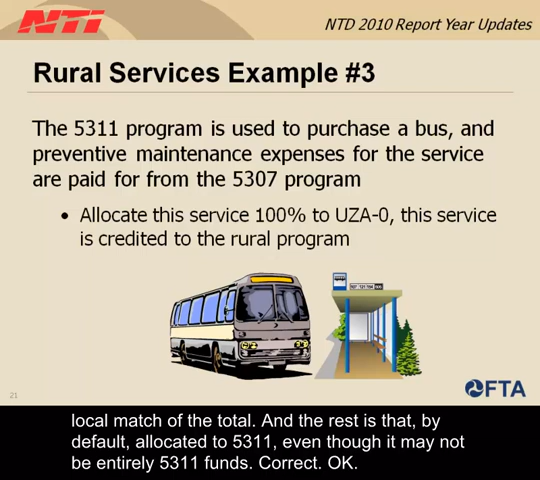 NTI
NTD 2010 Report Year Updates
Rural Services Example #3
The 5311 program is used to purchase a bus, and
preventive maintenance expenses for the service
are paid for from the 5307 program
• Allocate this service 100% to UZA-0, this service
is credited to the rural program
21
FTA
local match of the total. And the rest is that, by
default, allocated to 5311, even though it may not
be entirely 5311 funds. Correct. OK.